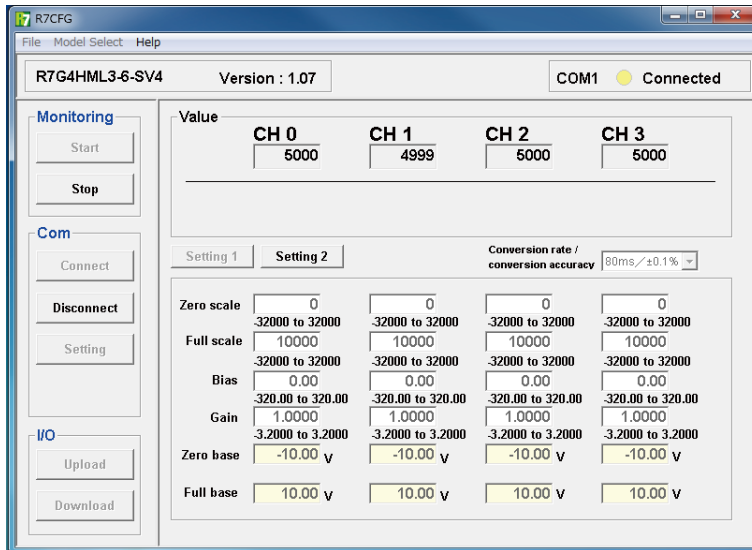 R7 R7CFG
File Model Select Help
R7G4HML3-6-SV4 Version : 1.07 COM1 Connected
Monitoring
Start
Stop
Com
Connect
Disconnect
Setting
I/O
Upload
Download
Value
CH 0 CH 1 CH 2 CH 3
5000 4999 5000 5000
Setting 1 Setting 2
Conversion rate /
conversion accuracy 80ms/±0.1%
Zero scale 0 0 0 0
-32000 to 32000 -32000 to 32000 -32000 to 32000 -32000 to 32000
Full scale 10000 10000 10000 10000
-32000 to 32000 -32000 to 32000 -32000 to 32000 -32000 to 32000
Bias 0.00 0.00 0.00 0.00
-320.00 to 320.00 -320.00 to 320.00 -320.00 to 320.00 -320.00 to 320.00
Gain 1.0000 1.0000 1.0000 1.0000
-3.2000 to 3.2000 -3.2000 to 3.2000 -3.2000 to 3.2000 -3.2000 to 3.2000
Zero base -10.00 V -10.00 V -10.00 V -10.00 V
Full base 10.00 V 10.00 V 10.00 V 10.00 V